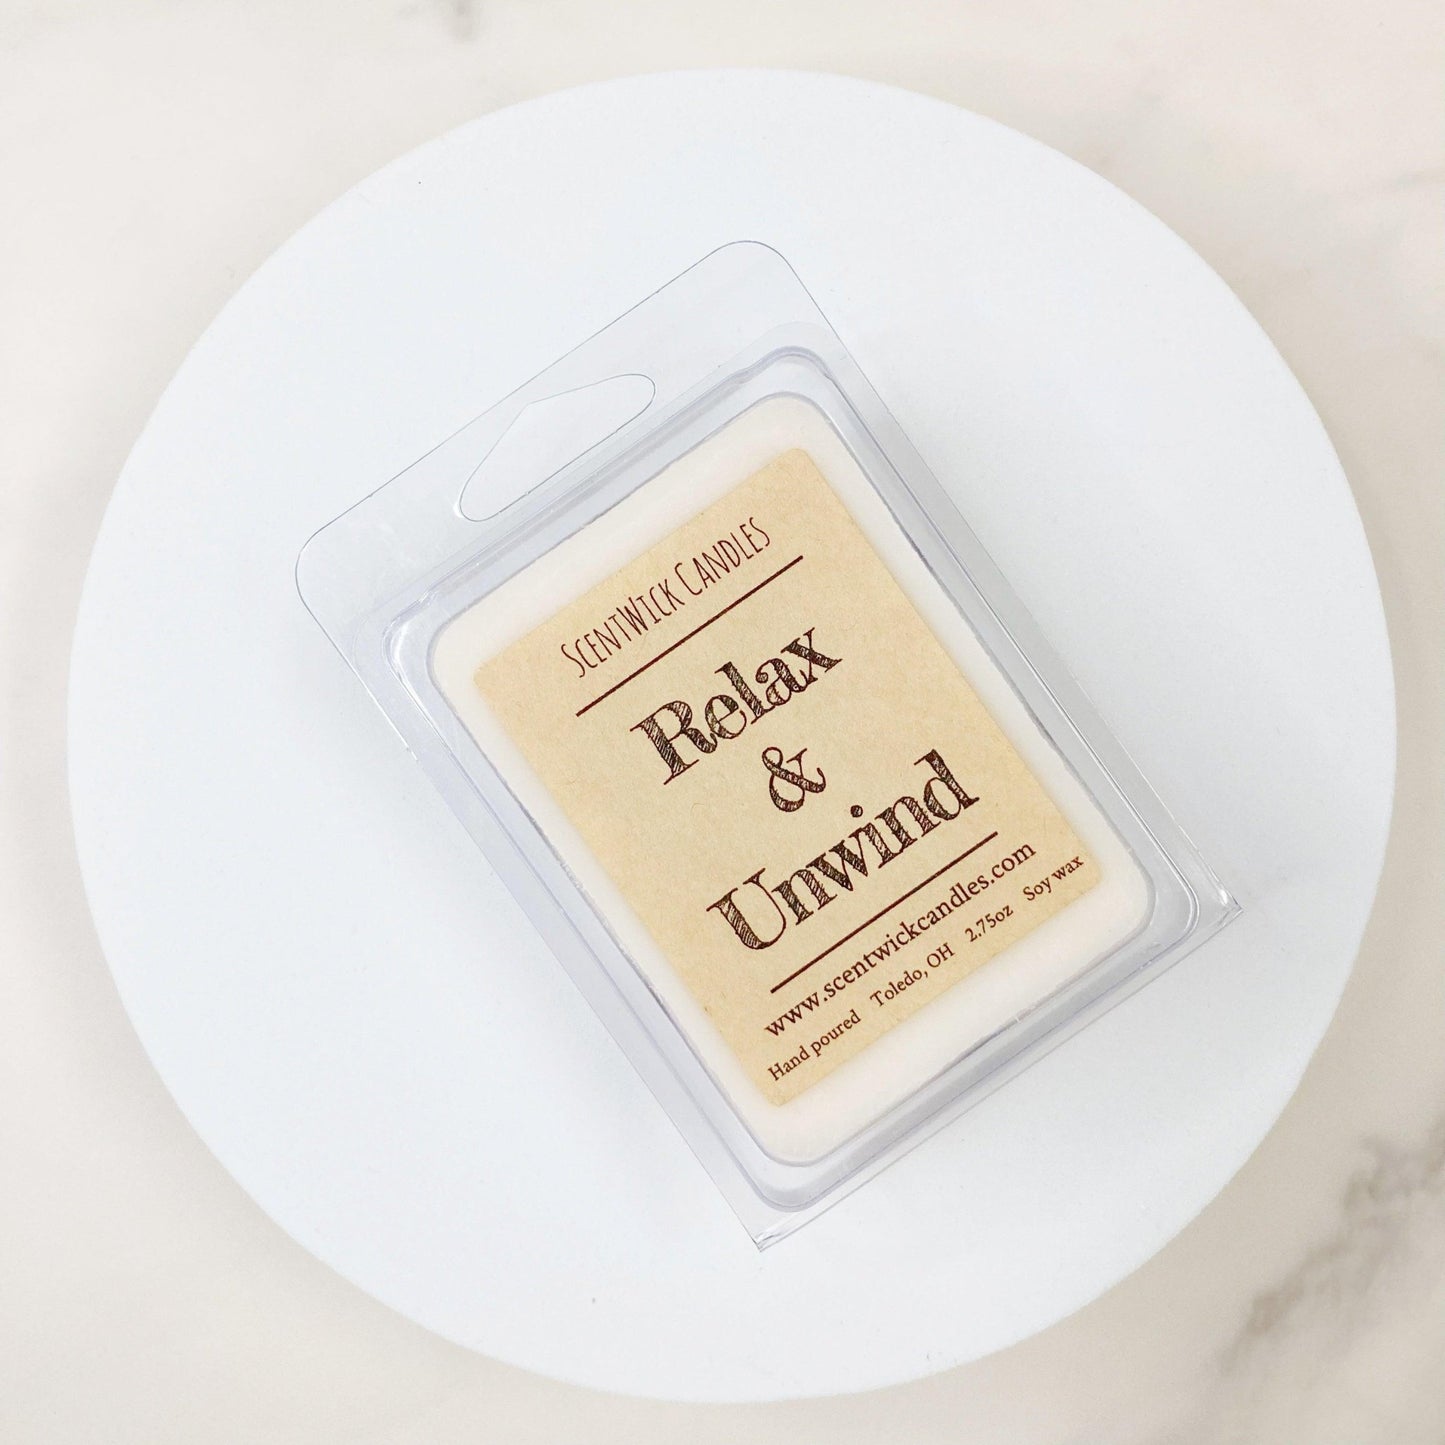 ScentWick Candles
Relax
&
Unwind
www.scentwickcandles.com
Hand poured Toledo, OH 2.75oz Soy wax